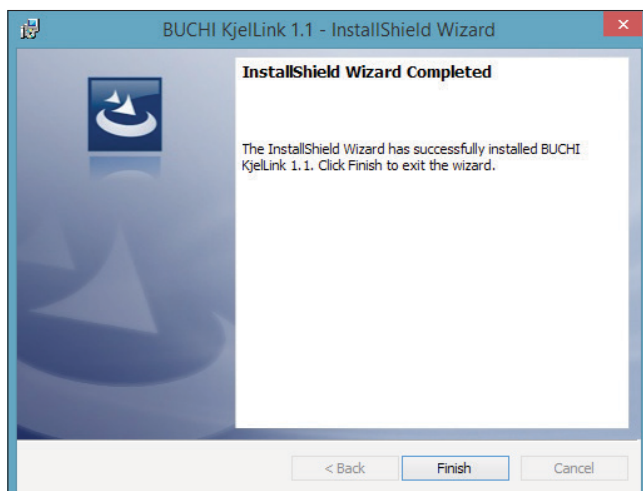 BUCHI KjelLink 1.1 - InstallShield Wizard
InstallShield Wizard Completed
The InstallShield Wizard has successfully installed BUCHI
KjelLink 1.1. Click Finish to exit the wizard.
< Back
Finish
Cancel